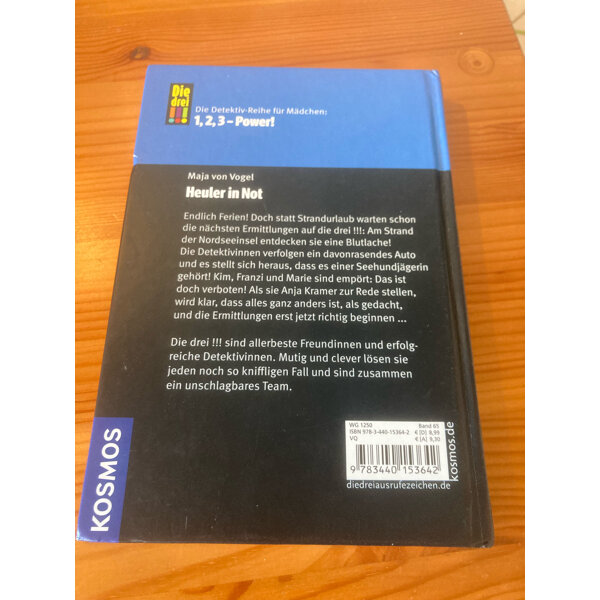 Die
drei
!!!
Die Detektiv-Reihe für Mädchen:
1, 2, 3 – Power!
Maja von Vogel
Heuler in Not
Endlich Ferien! Doch statt Strandurlaub warten schon
die nächsten Ermittlungen auf die drei !!!: Am Strand
der Nordseeinsel entdecken sie eine Blutlache!
Die Detektivinnen verfolgen ein davonrasendes Auto
und es stellt sich heraus, dass es einer Seehundjägerin
gehört! Kim, Franzi und Marie sind empört: Das ist
doch verboten! Als sie Anja Kramer zur Rede stellen,
wird klar, dass alles ganz anders ist, als gedacht,
und die Ermittlungen erst jetzt richtig beginnen ...
Die drei !!! sind allerbeste Freundinnen und erfolg-
reiche Detektivinnen. Mutig und clever lösen sie
jeden noch so kniffligen Fall und sind zusammen
ein unschlagbares Team.
KOSMOS
WG 1250 Band 65
ISBN 978-3-440-15364-2 € [D] 8,99
VQ € [A] 9,30
9 783440 153642
diedreiausrufezeichen.de
kosmos.de